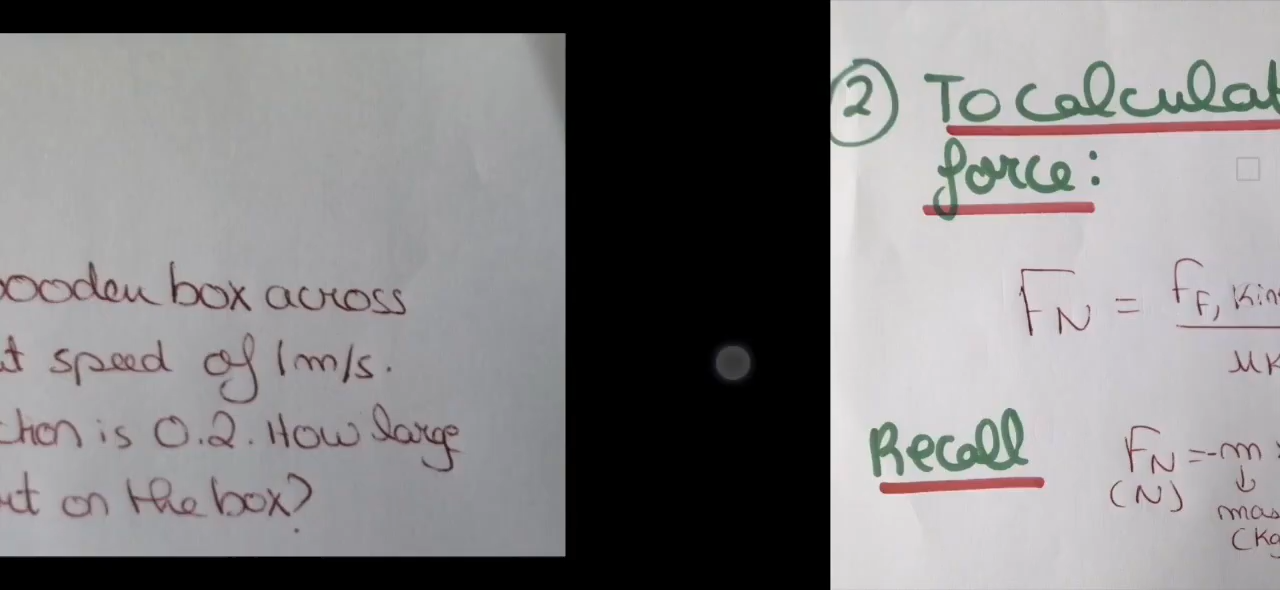 ooden box across
t speed of 1m/s.
ction is 0.2. How large
rt on the box?
2 To calculat
force:
FN = fF, Kin
μK
Recall FN = -m x
(N) mas
(Kg